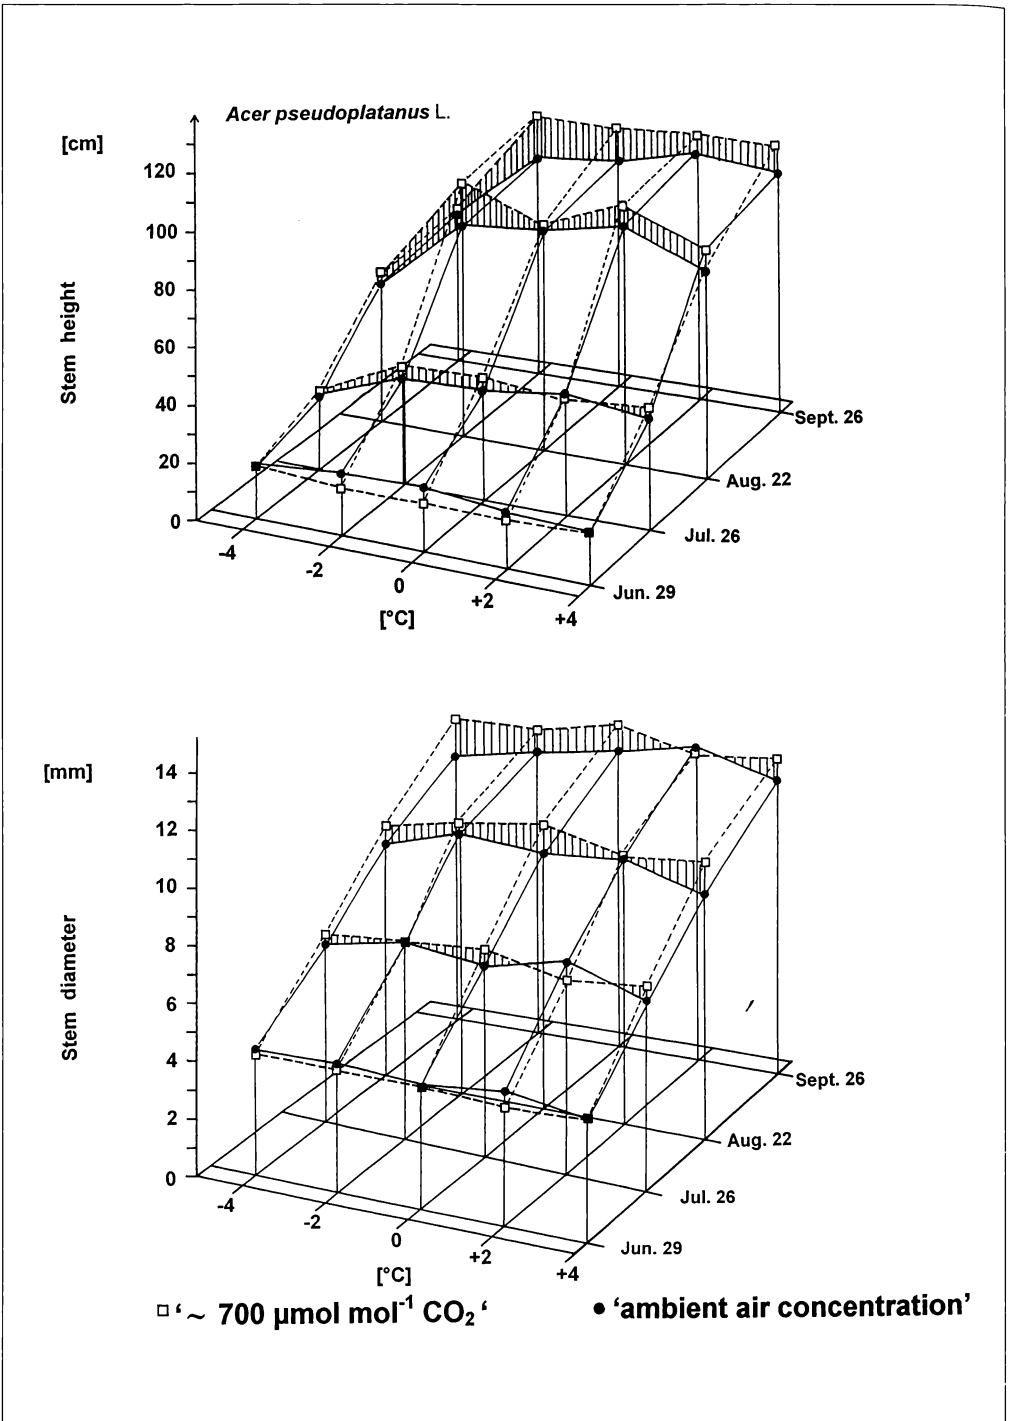 Acer pseudoplatanus L.
[cm]
120
100
80
60
40
20
0
Stem height
-4
-2
0
+2
+4
[°C]
Sept. 26
Aug. 22
Jul. 26
Jun. 29
[mm]
14
12
10
8
6
4
2
0
Stem diameter
-4
-2
0
+2
+4
[°C]
Sept. 26
Aug. 22
Jul. 26
Jun. 29
‘~ 700 µmol mol-1 CO2‘
‘ambient air concentration’